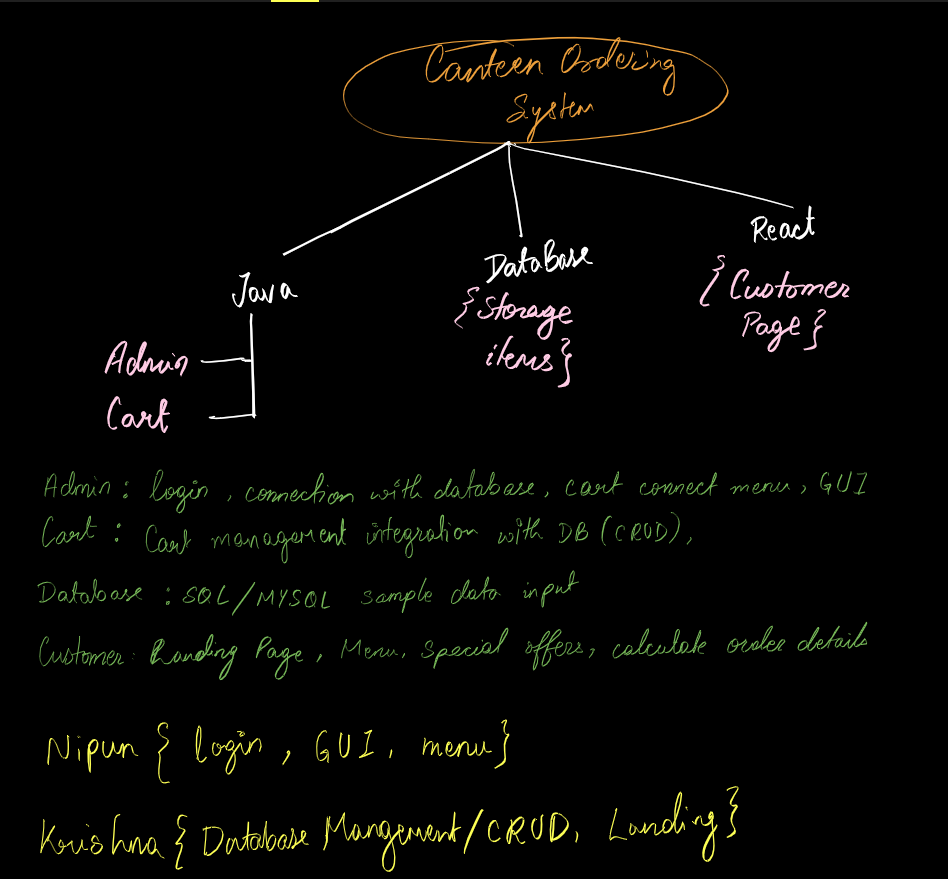 Canteen Ordering
System
React
{ Customer
Page }
DataBase
{ Storage
items }
Java
Admin
Cart
Admin : login , connection with database, cart connect menu, GUI
Cart : Cart management integration with DB (CRUD),
Database : SQL/MYSQL sample data input
Customer: Landing Page, Menu, special offers, calculate order details
Nipun { login , GUI, menu }
Krishna { DataBase Mangement/CRUD, Landing }